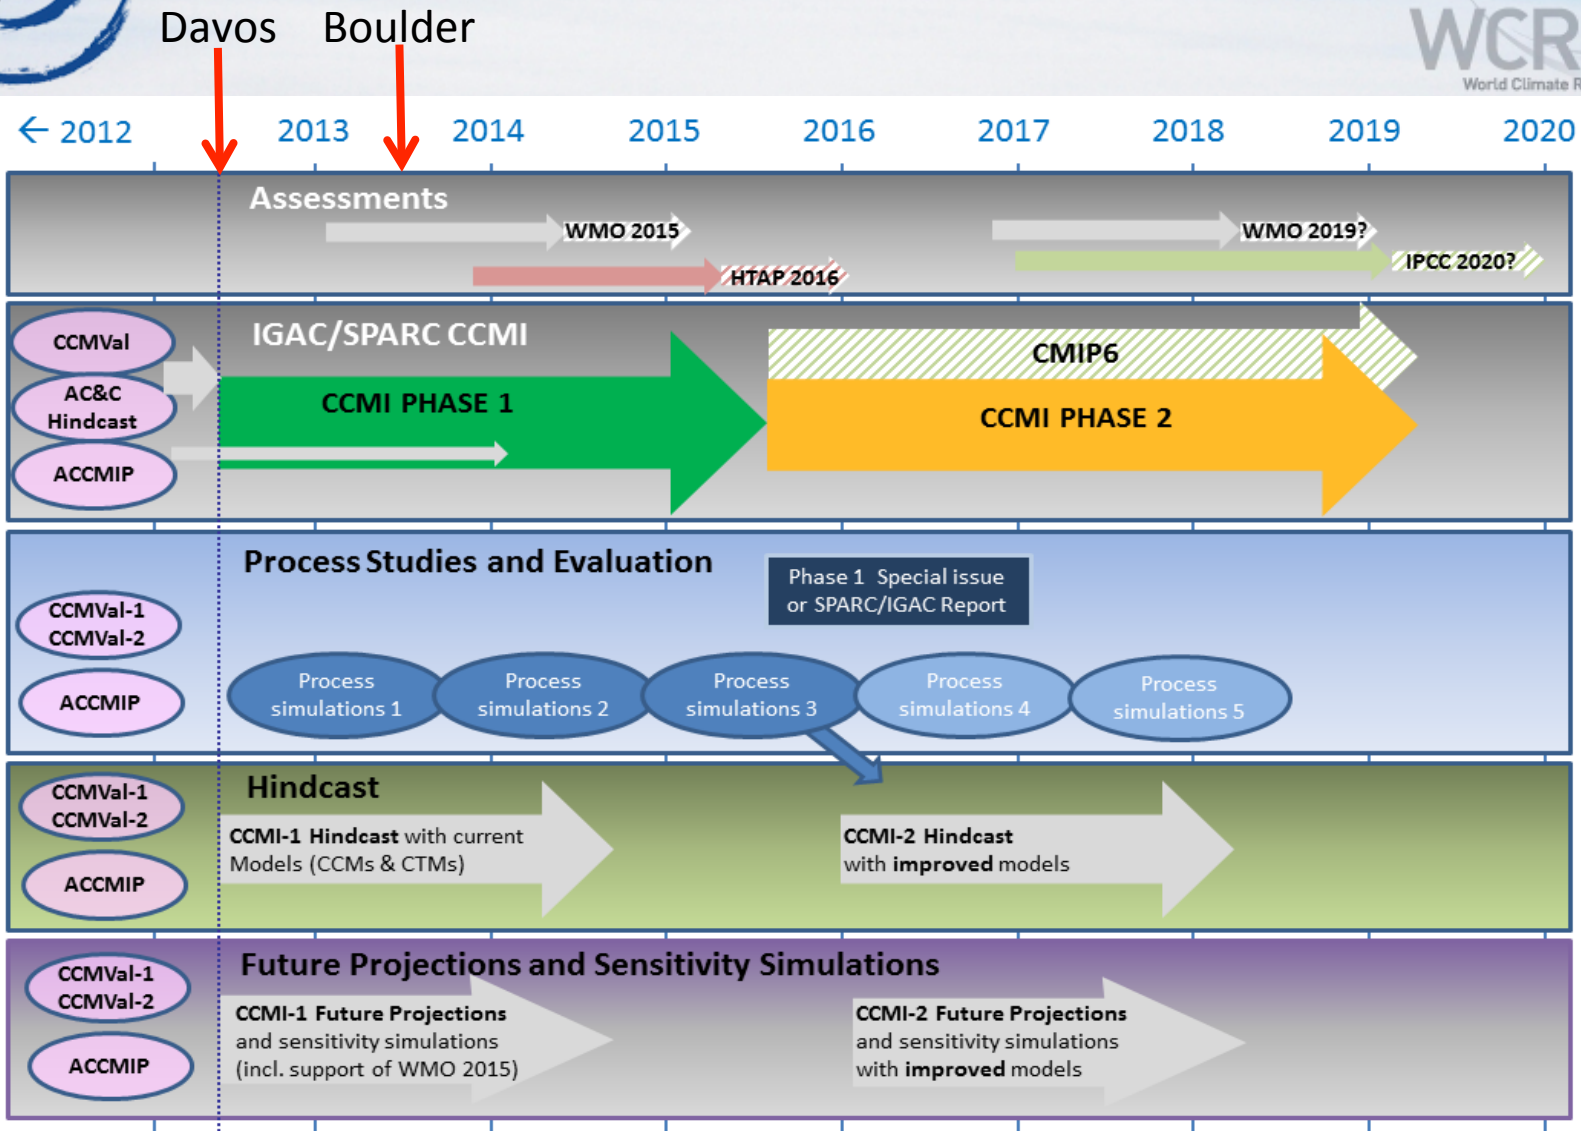 Davos Boulder
WCR
World Climate R
← 2012 2013 2014 2015 2016 2017 2018 2019 2020
Assessments
WMO 2015
WMO 2019?
HTAP 2016
IPCC 2020?
IGAC/SPARC CCMI
CCMVal
AC&C
Hindcast
ACCMIP
CCMI PHASE 1
CMIP6
CCMI PHASE 2
Process Studies and Evaluation
Phase 1 Special issue
or SPARC/IGAC Report
CCMVal-1
CCMVal-2
ACCMIP
Process
simulations 1
Process
simulations 2
Process
simulations 3
Process
simulations 4
Process
simulations 5
Hindcast
CCMVal-1
CCMVal-2
ACCMIP
CCMI-1 Hindcast with current
Models (CCMs & CTMs)
CCMI-2 Hindcast
with improved models
Future Projections and Sensitivity Simulations
CCMVal-1
CCMVal-2
ACCMIP
CCMI-1 Future Projections
and sensitivity simulations
(incl. support of WMO 2015)
CCMI-2 Future Projections
and sensitivity simulations
with improved models